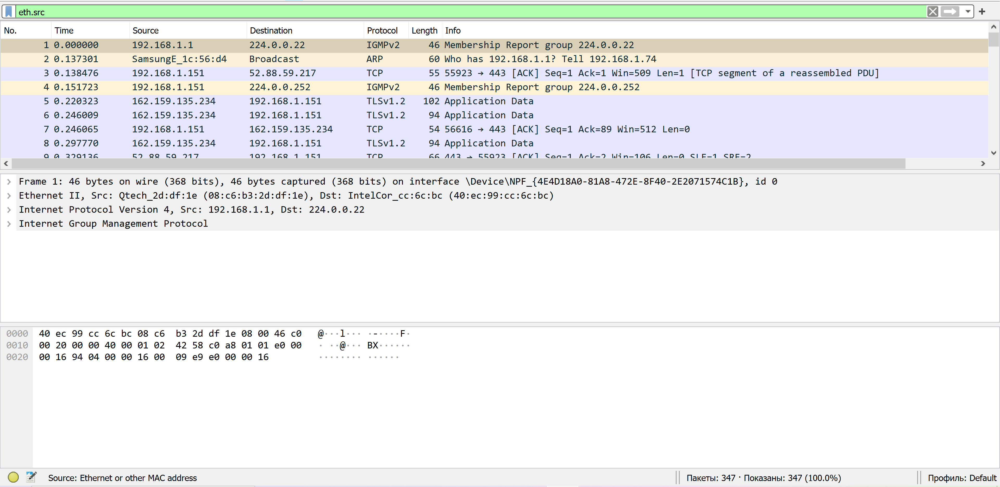 eth.src
No. Time Source Destination Protocol Length Info
1 0.000000 192.168.1.1 224.0.0.22 IGMPv2 46 Membership Report group 224.0.0.22
2 0.137301 SamsungE_1c:56:d4 Broadcast ARP 60 Who has 192.168.1.1? Tell 192.168.1.74
3 0.138476 192.168.1.151 52.88.59.217 TCP 55 55923 → 443 [ACK] Seq=1 Ack=1 Win=509 Len=1 [TCP segment of a reassembled PDU]
4 0.151723 192.168.1.151 224.0.0.252 IGMPv2 46 Membership Report group 224.0.0.252
5 0.220323 162.159.135.234 192.168.1.151 TLSv1.2 102 Application Data
6 0.246009 162.159.135.234 192.168.1.151 TLSv1.2 94 Application Data
7 0.246065 192.168.1.151 162.159.135.234 TCP 54 56616 → 443 [ACK] Seq=1 Ack=89 Win=512 Len=0
8 0.297770 162.159.135.234 192.168.1.151 TLSv1.2 94 Application Data
9 0.329136 52.88.59.217 192.168.1.151 TCP 66 443 → 55923 [ACK] Seq=1 Ack=2 Win=106 Len=0 SLE=1 SRE=2
Frame 1: 46 bytes on wire (368 bits), 46 bytes captured (368 bits) on interface \Device\NPF_{4E4D18A0-81A8-472E-8F40-2E2071574C1B}, id 0
Ethernet II, Src: Qtech_2d:df:1e (08:c6:b3:2d:df:1e), Dst: IntelCor_cc:6c:bc (40:ec:99:cc:6c:bc)
Internet Protocol Version 4, Src: 192.168.1.1, Dst: 224.0.0.22
Internet Group Management Protocol
0000 40 ec 99 cc 6c bc 08 c6 b3 2d df 1e 08 00 46 c0 @···l··· ·-····F·
0010 00 20 00 00 40 00 01 02 42 58 c0 a8 01 01 e0 00 · ··@··· BX······
0020 00 16 94 04 00 00 16 00 09 e9 e0 00 00 16 ········ ······
Source: Ethernet or other MAC address Пакеты: 347 · Показаны: 347 (100.0%) Профиль: Default